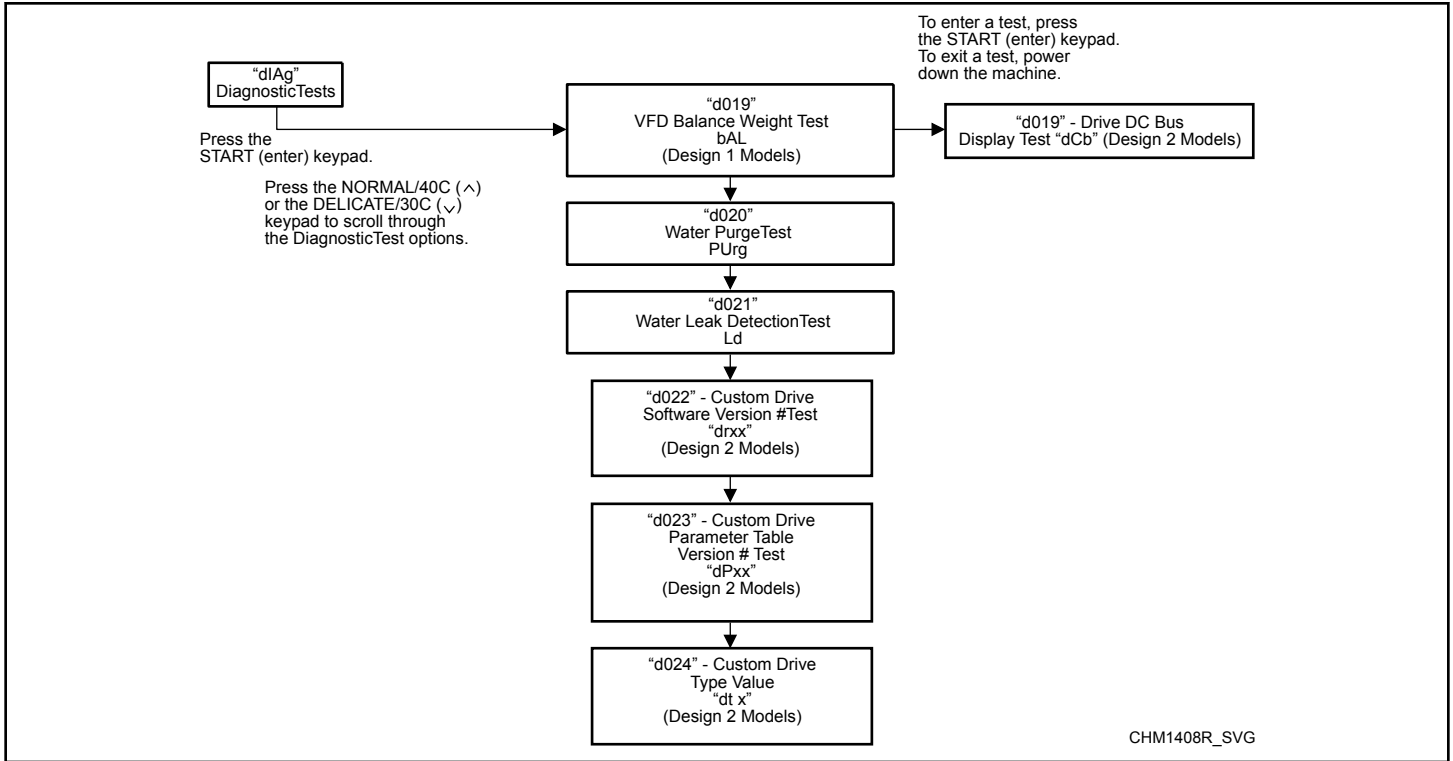 “dIAg”
DiagnosticTests
Press the
START (enter) keypad.
Press the NORMAL/40C (^)
or the DELICATE/30C (⌄)
keypad to scroll through
the DiagnosticTest options.
To enter a test, press
the START (enter) keypad.
To exit a test, power
down the machine.
“d019”
VFD Balance Weight Test
bAL
(Design 1 Models)
“d019” - Drive DC Bus
Display Test “dCb” (Design 2 Models)
“d020”
Water PurgeTest
PUrg
“d021”
Water Leak DetectionTest
Ld
“d022” - Custom Drive
Software Version #Test
“drxx”
(Design 2 Models)
“d023” - Custom Drive
Parameter Table
Version # Test
“dPxx”
(Design 2 Models)
“d024” - Custom Drive
Type Value
“dt x”
(Design 2 Models)
CHM1408R_SVG